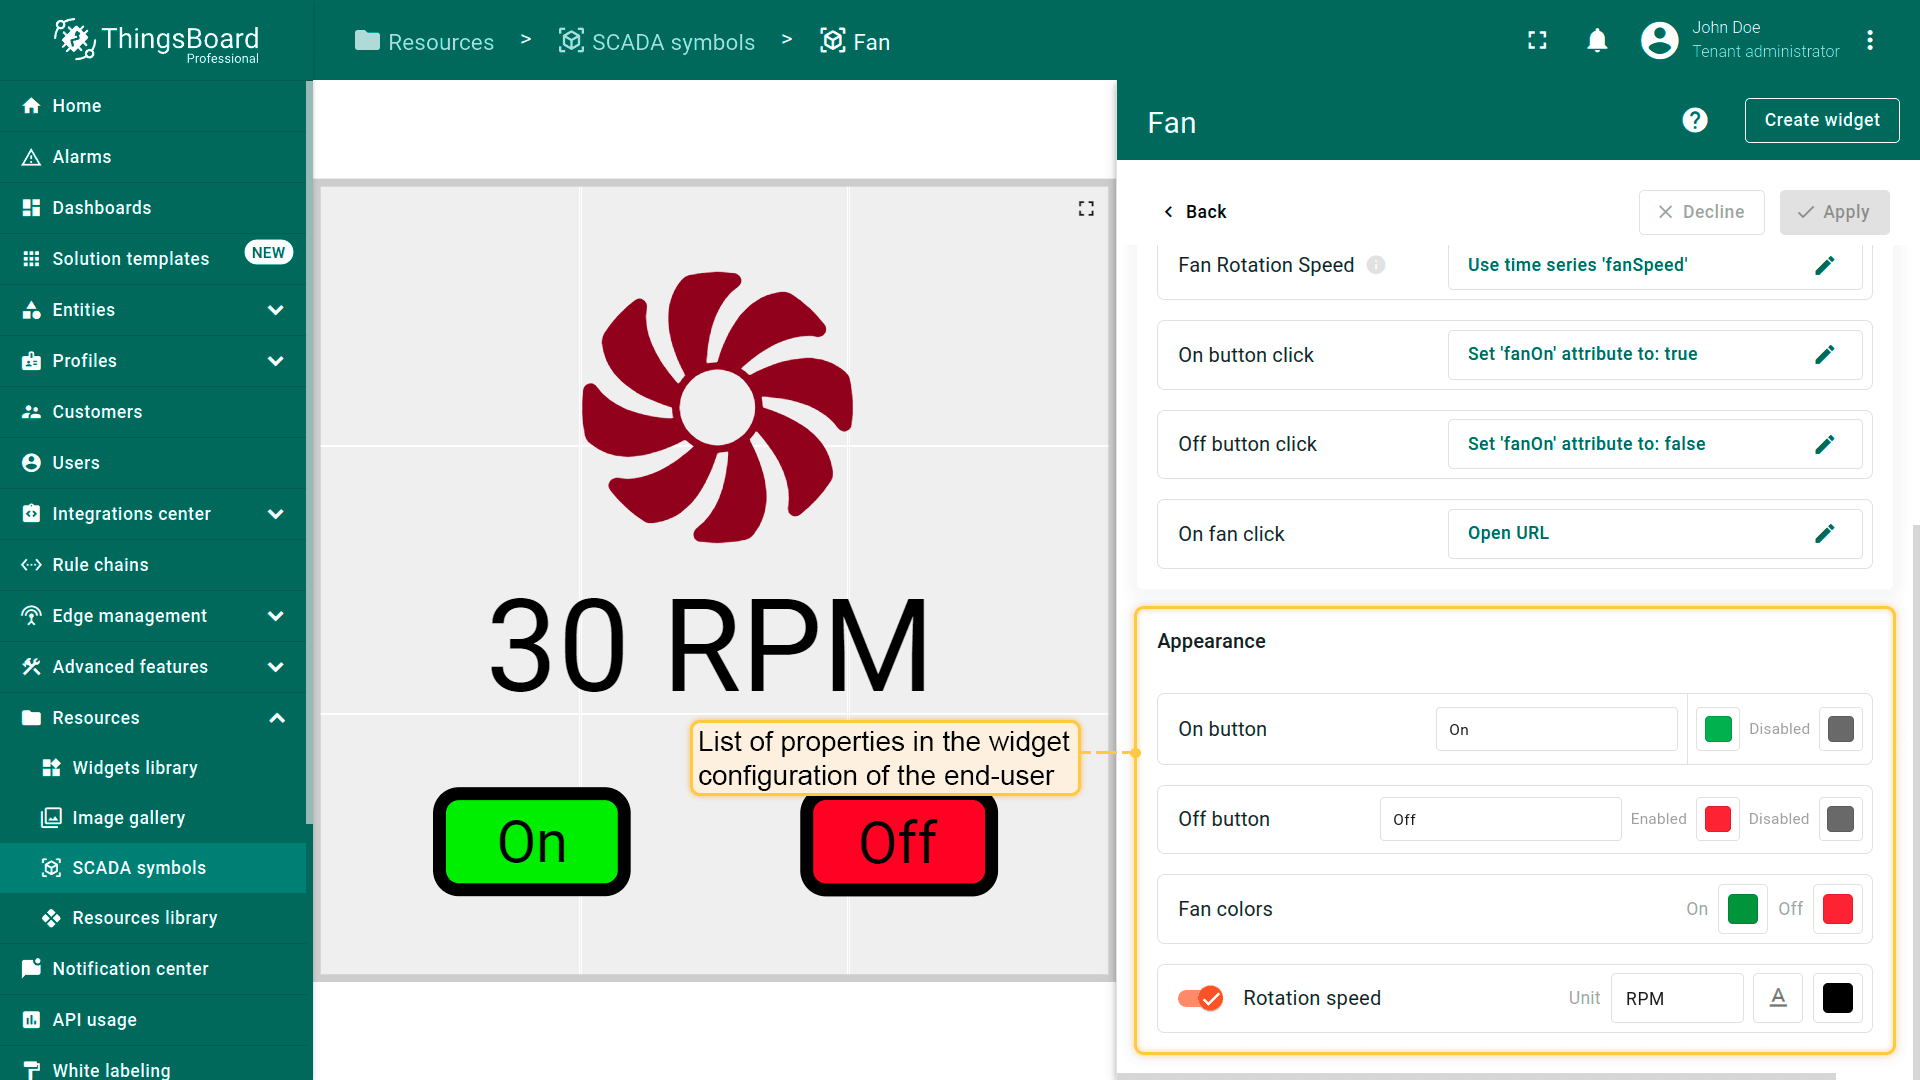 ThingsBoard
Professional
Resources > SCADA symbols > Fan
John Doe
Tenant administrator
Home
Alarms
Dashboards
Solution templates NEW
Entities
Profiles
Customers
Users
Integrations center
Rule chains
Edge management
Advanced features
Resources
Widgets library
Image gallery
SCADA symbols
Resources library
Notification center
API usage
White labeling
30 RPM
On
Off
List of properties in the widget
configuration of the end-user
Fan
? Create widget
Back
Decline
Apply
Fan Rotation Speed Use time series 'fanSpeed'
On button click Set 'fanOn' attribute to: true
Off button click Set 'fanOn' attribute to: false
On fan click Open URL
Appearance
On button On Disabled
Off button Off Enabled Disabled
Fan colors On Off
Rotation speed Unit RPM A